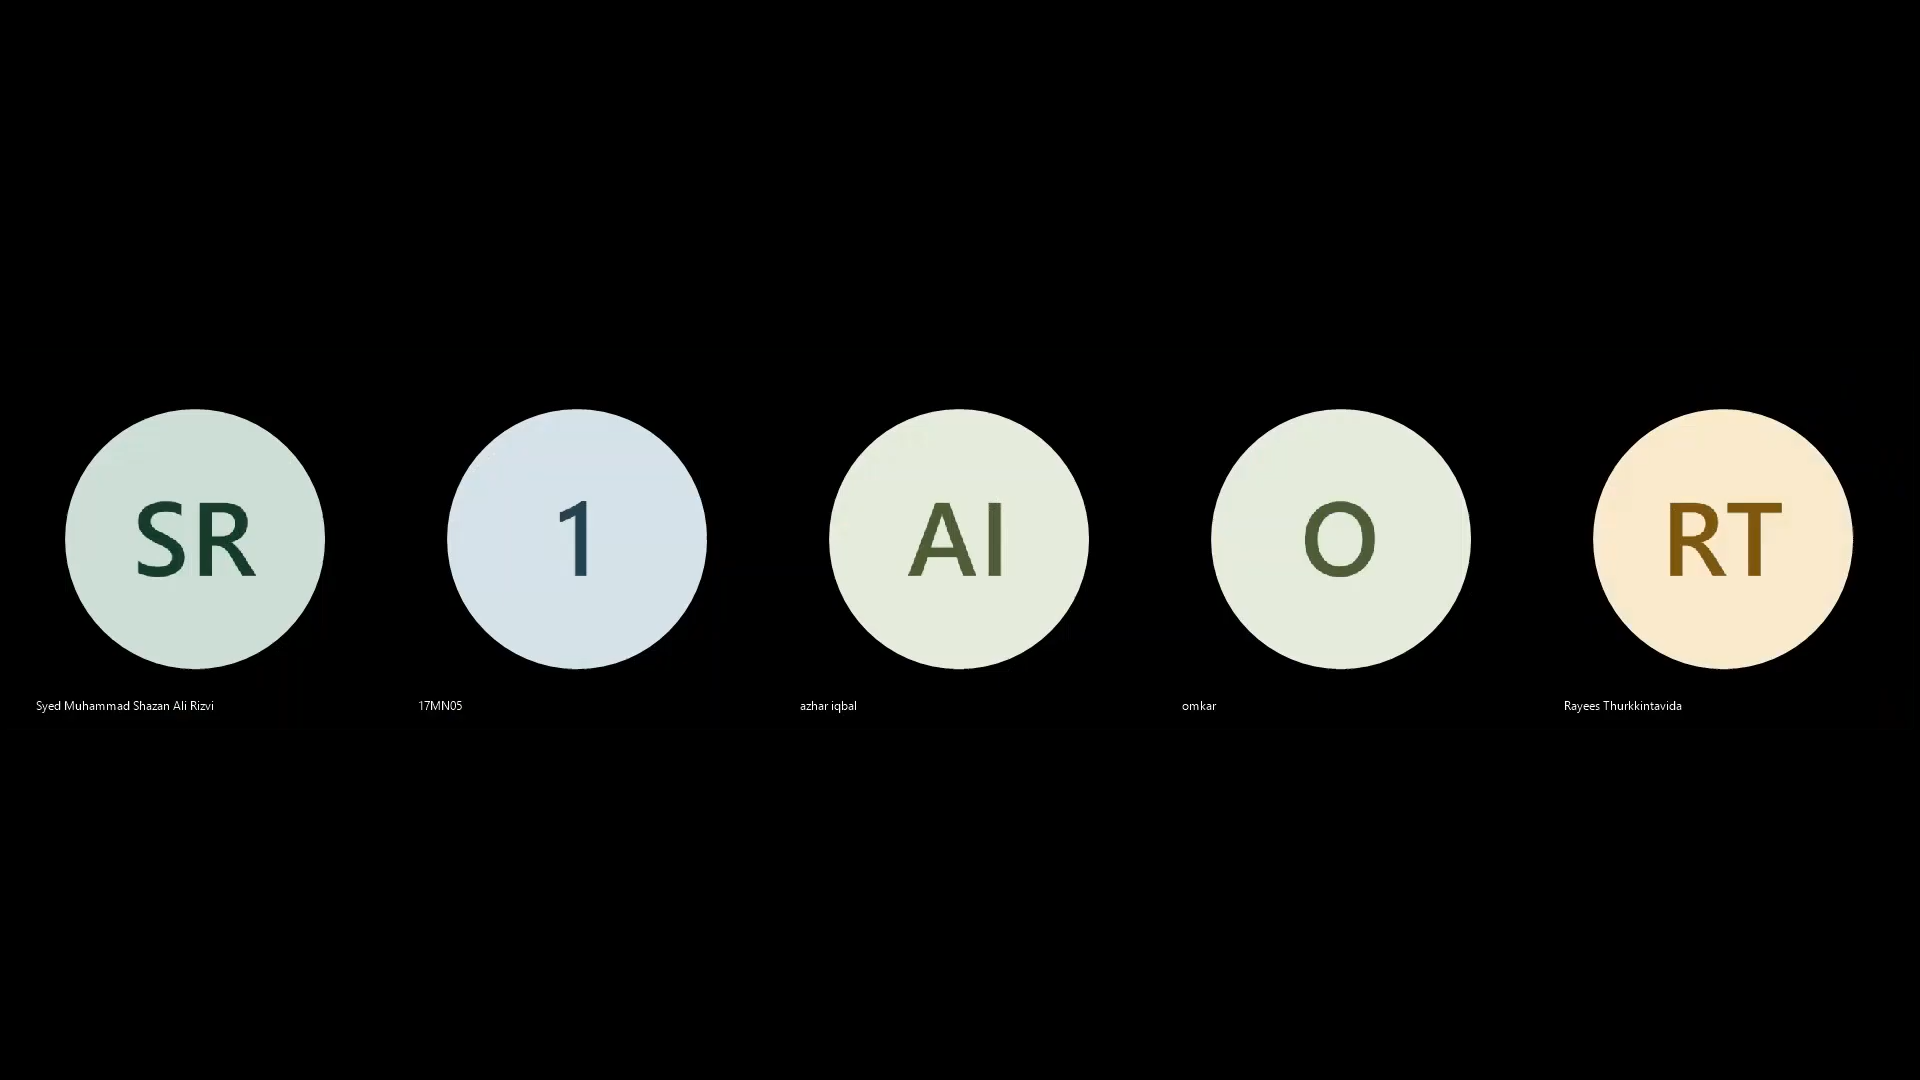 SR
1
AI
O
RT
Syed Muhammad Shazan Ali Rizvi
17MN05
azhar iqbal
omkar
Rayees Thurkkintavida